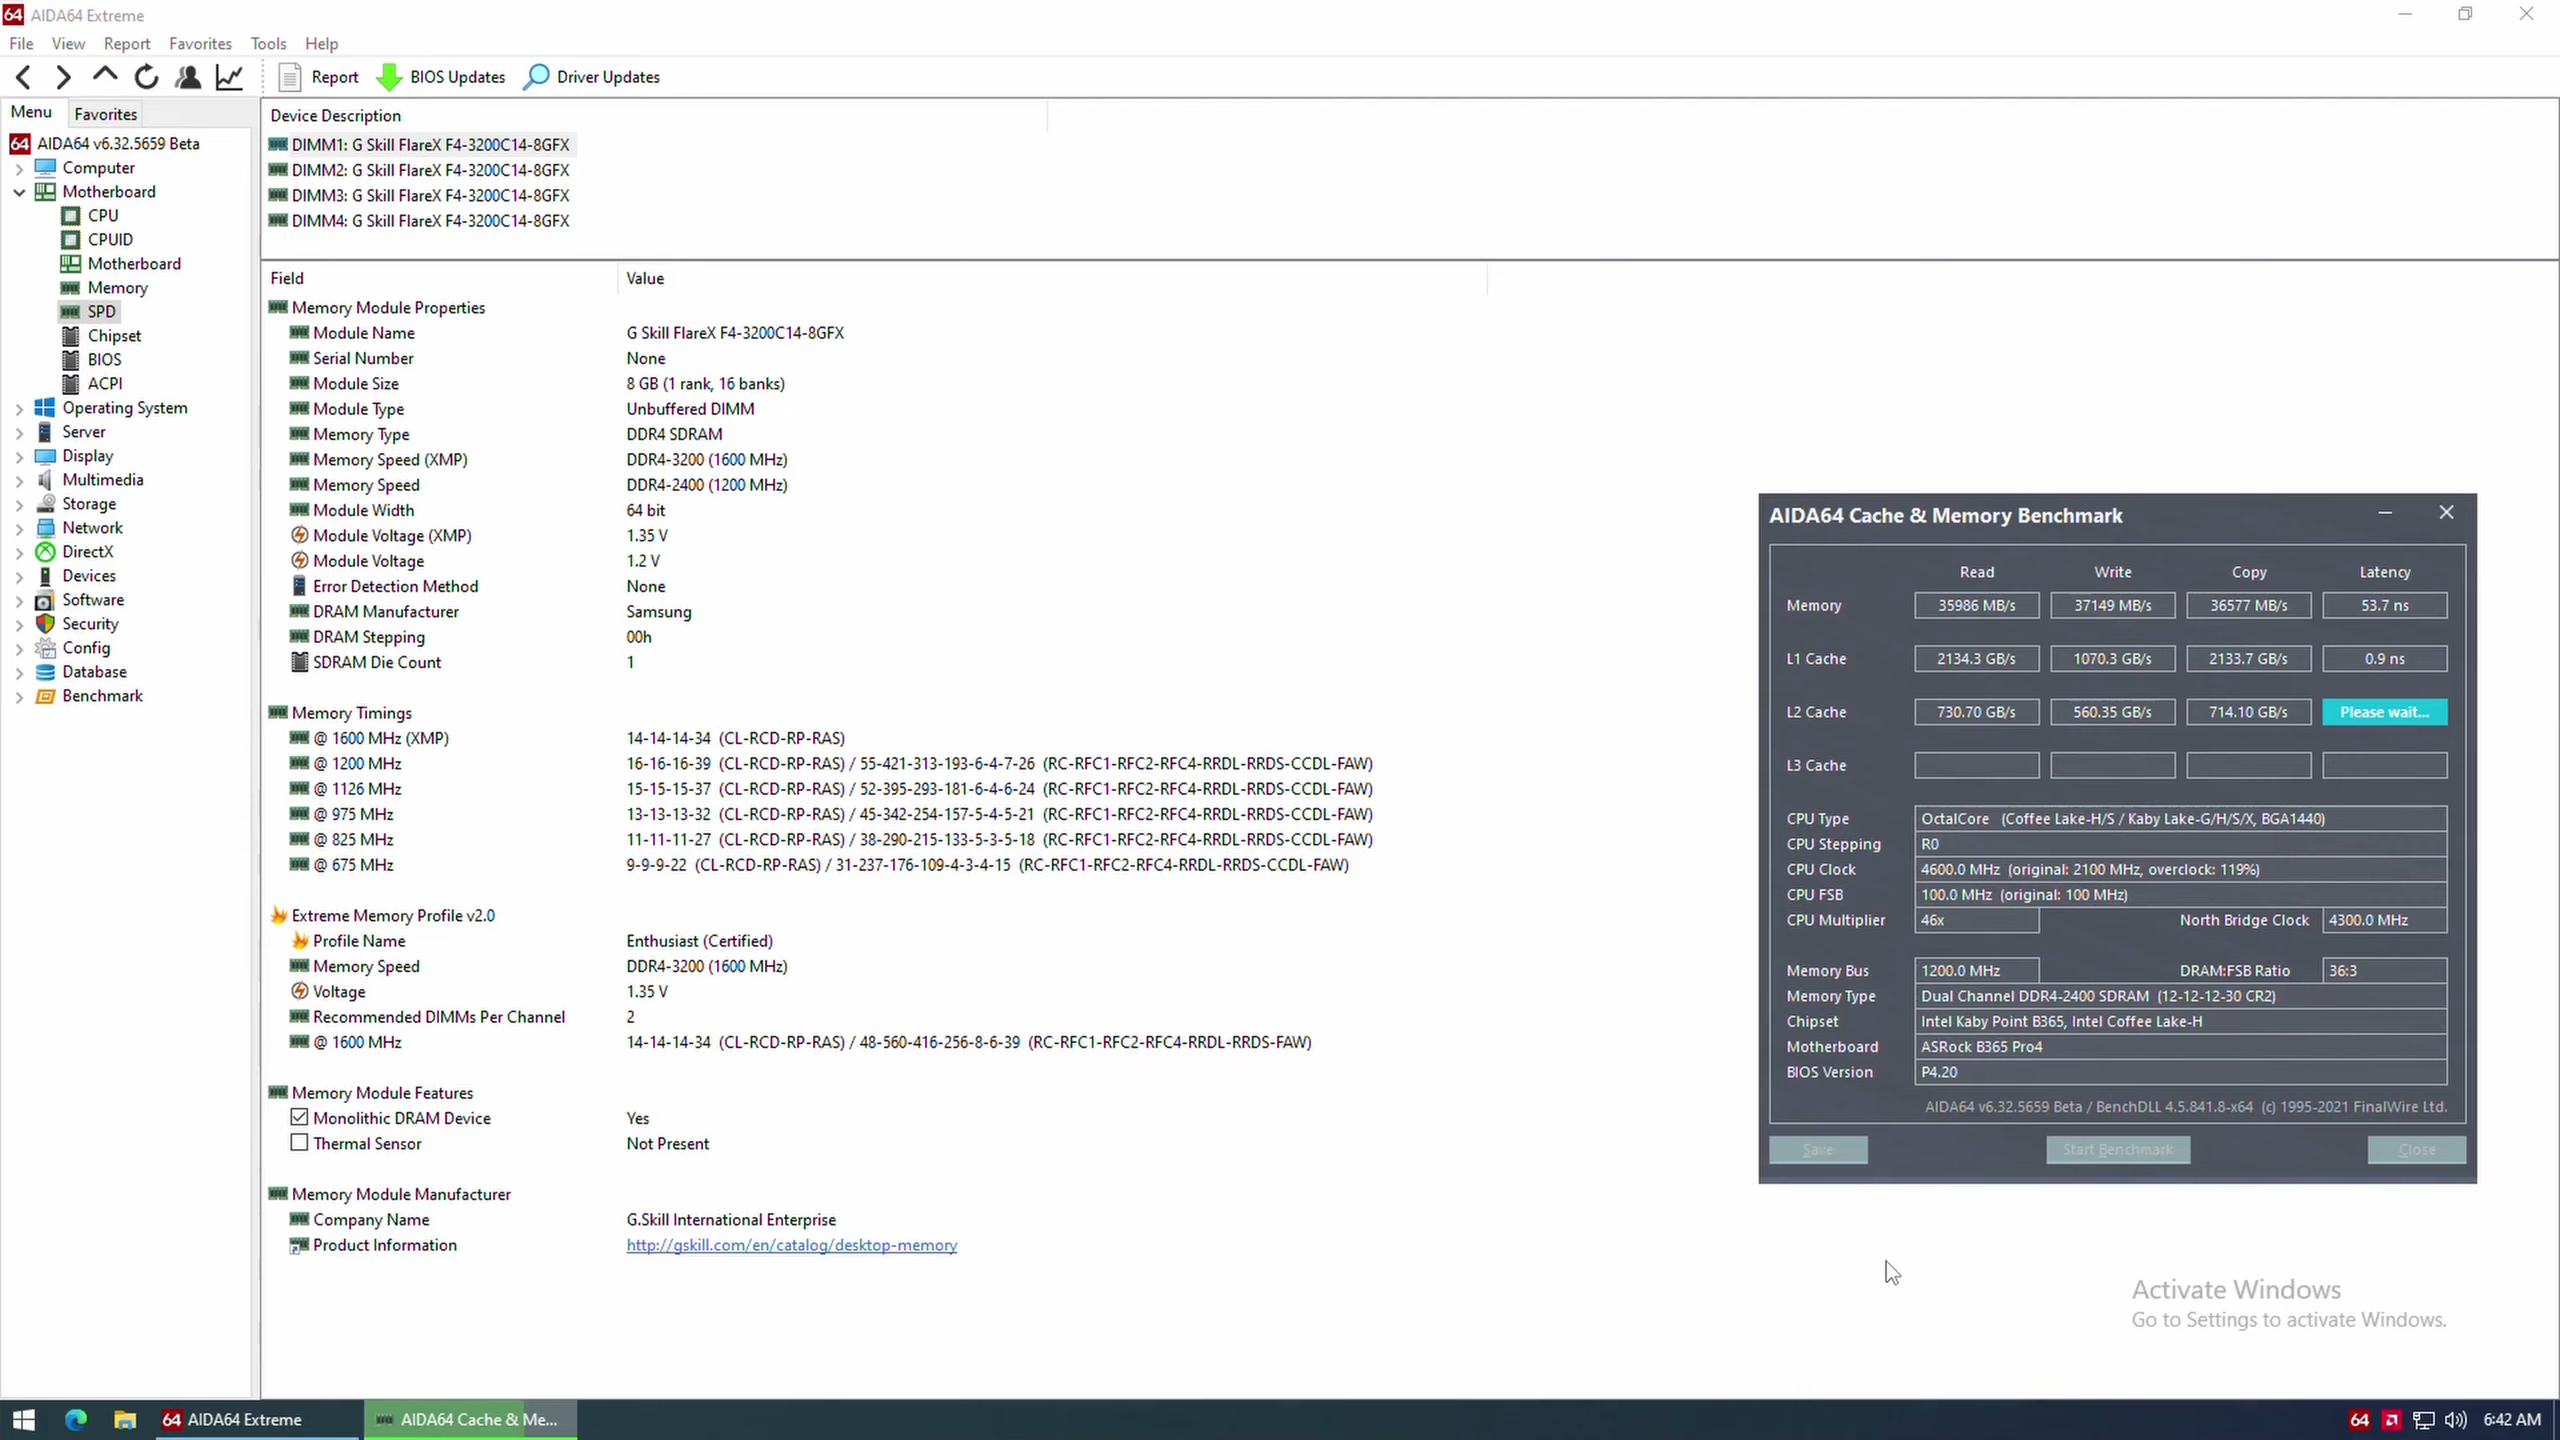 64 AIDA64 Extreme
File View Report Favorites Tools Help
Report BIOS Updates Driver Updates
Menu Favorites
64 AIDA64 v6.32.5659 Beta
Computer
Motherboard
CPU
CPUID
Motherboard
Memory
SPD
Chipset
BIOS
ACPI
Operating System
Server
Display
Multimedia
Storage
Network
DirectX
Devices
Software
Security
Config
Database
Benchmark
Device Description
DIMM1: G Skill FlareX F4-3200C14-8GFX
DIMM2: G Skill FlareX F4-3200C14-8GFX
DIMM3: G Skill FlareX F4-3200C14-8GFX
DIMM4: G Skill FlareX F4-3200C14-8GFX
Field Value
Memory Module Properties
Module Name G Skill FlareX F4-3200C14-8GFX
Serial Number None
Module Size 8 GB (1 rank, 16 banks)
Module Type Unbuffered DIMM
Memory Type DDR4 SDRAM
Memory Speed (XMP) DDR4-3200 (1600 MHz)
Memory Speed DDR4-2400 (1200 MHz)
Module Width 64 bit
Module Voltage (XMP) 1.35 V
Module Voltage 1.2 V
Error Detection Method None
DRAM Manufacturer Samsung
DRAM Stepping 00h
SDRAM Die Count 1
Memory Timings
@ 1600 MHz (XMP) 14-14-14-34 (CL-RCD-RP-RAS)
@ 1200 MHz 16-16-16-39 (CL-RCD-RP-RAS) / 55-421-313-193-6-4-7-26 (RC-RFC1-RFC2-RFC4-RRDL-RRDS-CCDL-FAW)
@ 1126 MHz 15-15-15-37 (CL-RCD-RP-RAS) / 52-395-293-181-6-4-6-24 (RC-RFC1-RFC2-RFC4-RRDL-RRDS-CCDL-FAW)
@ 975 MHz 13-13-13-32 (CL-RCD-RP-RAS) / 45-342-254-157-5-4-5-21 (RC-RFC1-RFC2-RFC4-RRDL-RRDS-CCDL-FAW)
@ 825 MHz 11-11-11-27 (CL-RCD-RP-RAS) / 38-290-215-133-5-3-5-18 (RC-RFC1-RFC2-RFC4-RRDL-RRDS-CCDL-FAW)
@ 675 MHz 9-9-9-22 (CL-RCD-RP-RAS) / 31-237-176-109-4-3-4-15 (RC-RFC1-RFC2-RFC4-RRDL-RRDS-CCDL-FAW)
Extreme Memory Profile v2.0
Profile Name Enthusiast (Certified)
Memory Speed DDR4-3200 (1600 MHz)
Voltage 1.35 V
Recommended DIMMs Per Channel 2
@ 1600 MHz 14-14-14-34 (CL-RCD-RP-RAS) / 48-560-416-256-8-6-39 (RC-RFC1-RFC2-RFC4-RRDL-RRDS-FAW)
Memory Module Features
Monolithic DRAM Device Yes
Thermal Sensor Not Present
Memory Module Manufacturer
Company Name G.Skill International Enterprise
Product Information http://gskill.com/en/catalog/desktop-memory
AIDA64 Cache & Memory Benchmark
Read Write Copy Latency
Memory 35986 MB/s 37149 MB/s 36577 MB/s 53.7 ns
L1 Cache 2134.3 GB/s 1070.3 GB/s 2133.7 GB/s 0.9 ns
L2 Cache 730.70 GB/s 560.35 GB/s 714.10 GB/s Please wait...
L3 Cache
CPU Type OctalCore (Coffee Lake-H/S / Kaby Lake-G/H/S/X, BGA1440)
CPU Stepping R0
CPU Clock 4600.0 MHz (original: 2100 MHz, overclock: 119%)
CPU FSB 100.0 MHz (original: 100 MHz)
CPU Multiplier 46x North Bridge Clock 4300.0 MHz
Memory Bus 1200.0 MHz DRAM:FSB Ratio 36:3
Memory Type Dual Channel DDR4-2400 SDRAM (12-12-12-30 CR2)
Chipset Intel Kaby Point B365, Intel Coffee Lake-H
Motherboard ASRock B365 Pro4
BIOS Version P4.20
AIDA64 v6.32.5659 Beta / BenchDLL 4.5.841.8-x64 (c) 1995-2021 FinalWire Ltd.
Save Start Benchmark Close
Activate Windows
Go to Settings to activate Windows.
64 AIDA64 Extreme AIDA64 Cache & Me... 64 6:42 AM